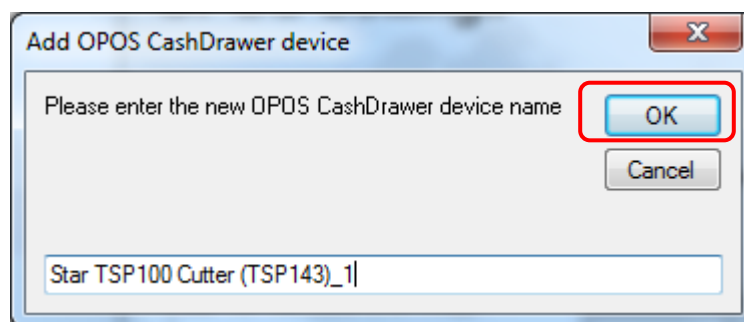 Add OPOS CashDrawer device
Please enter the new OPOS CashDrawer device name
OK
Cancel
Star TSP100 Cutter (TSP143)_1